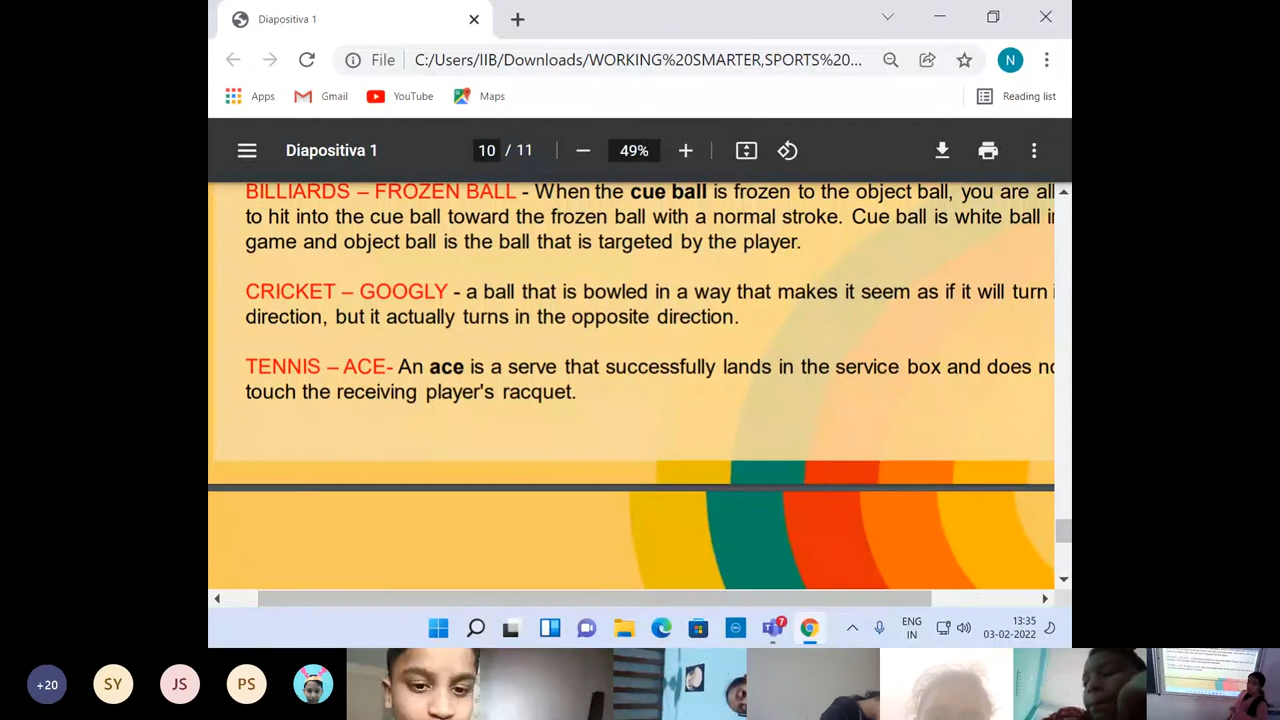 Diapositiva 1
File C:/Users/IIB/Downloads/WORKING%20SMARTER,SPORTS%20...
N
Apps Gmail YouTube Maps Reading list
Diapositiva 1 10 / 11 49%
BILLIARDS – FROZEN BALL - When the cue ball is frozen to the object ball, you are all
to hit into the cue ball toward the frozen ball with a normal stroke. Cue ball is white ball i
game and object ball is the ball that is targeted by the player.
CRICKET – GOOGLY - a ball that is bowled in a way that makes it seem as if it will turn
direction, but it actually turns in the opposite direction.
TENNIS – ACE- An ace is a serve that successfully lands in the service box and does no
touch the receiving player's racquet.
7
ENG
IN
13:35
03-02-2022
+20 SY JS PS